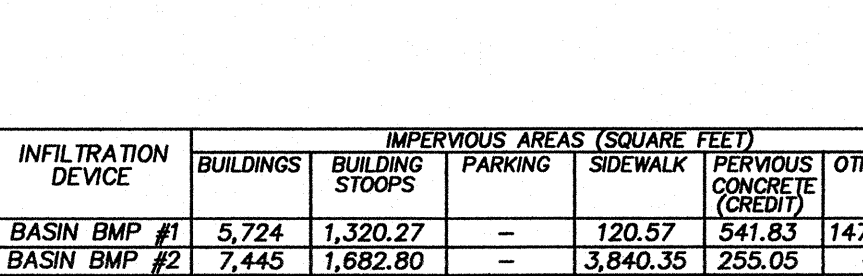 IMPERVIOUS AREAS (SQUARE FEET)
INFILTRATION
DEVICE
BUILDINGS
BUILDING
STOOPS
PARKING
SIDEWALK
PERVIOUS
CONCRETE
(CREDIT)
BASIN BMP #1 5,724 1,320.27 – 120.57 541.83
BASIN BMP #2 7,445 1,682.80 – 3,840.35 255.05